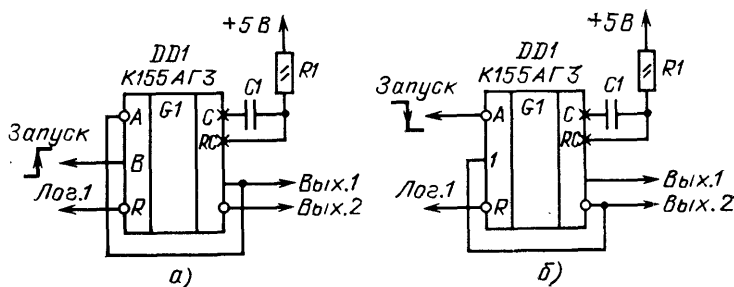 +5 В
DD1
К155АГ3
R1
C1
Запуск
A
G1
C
RC
B
Лог.1
R
Вых.1
Вых.2
а)
+5 В
DD1
К155АГ3
R1
C1
Запуск
A
G1
C
RC
1
Лог.1
R
Вых.1
Вых.2
б)